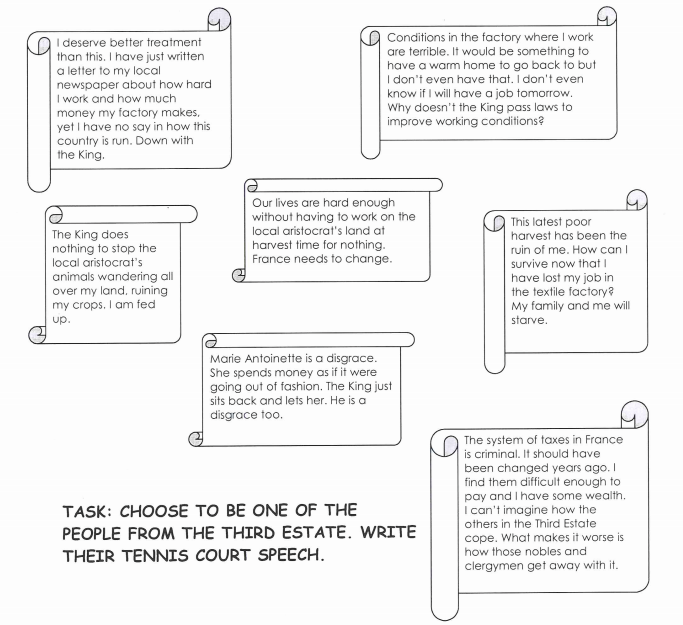 I deserve better treatment
than this. I have just written
a letter to my local
newspaper about how hard
I work and how much
money my factory makes,
yet I have no say in how this
country is run. Down with
the King.
Conditions in the factory where I work
are terrible. It would be something to
have a warm home to go back to but
I don't even have that. I don't even
know if I will have a job tomorrow.
Why doesn't the King pass laws to
improve working conditions?
Our lives are hard enough
without having to work on the
local aristocrat's land at
harvest time for nothing.
France needs to change.
The King does
nothing to stop the
local aristocrat's
animals wandering all
over my land, ruining
my crops. I am fed
up.
This latest poor
harvest has been the
ruin of me. How can I
survive now that I
have lost my job in
the textile factory?
My family and me will
starve.
Marie Antoinette is a disgrace.
She spends money as if it were
going out of fashion. The King just
sits back and lets her. He is a
disgrace too.
The system of taxes in France
is criminal. It should have
been changed years ago. I
find them difficult enough to
pay and I have some wealth.
I can't imagine how the
others in the Third Estate
cope. What makes it worse is
how those nobles and
clergymen get away with it.
TASK: CHOOSE TO BE ONE OF THE
PEOPLE FROM THE THIRD ESTATE. WRITE
THEIR TENNIS COURT SPEECH.